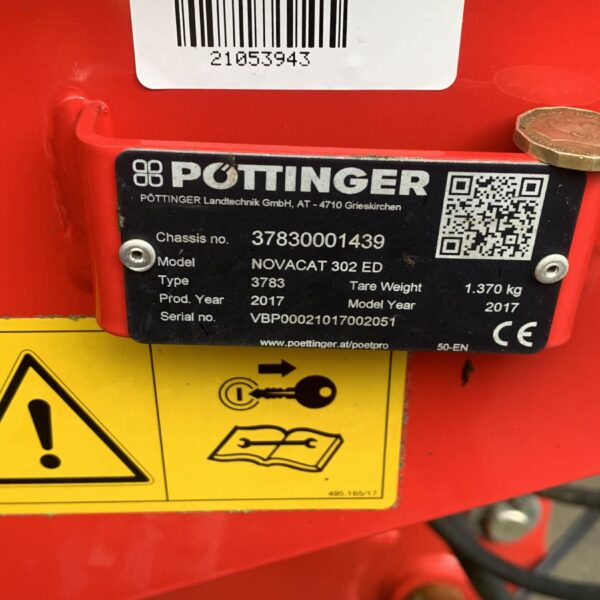 21053943
PÖTTINGER
PÖTTINGER Landtechnik GmbH, AT - 4710 Grieskirchen
Chassis no. 37830001439
Model NOVACAT 302 ED
Type 3783 Tare Weight 1.370 kg
Prod. Year 2017 Model Year 2017
Serial no. VBP00021017002051
CE
www.poettinger.at/poetpro 50-EN
495.165/17